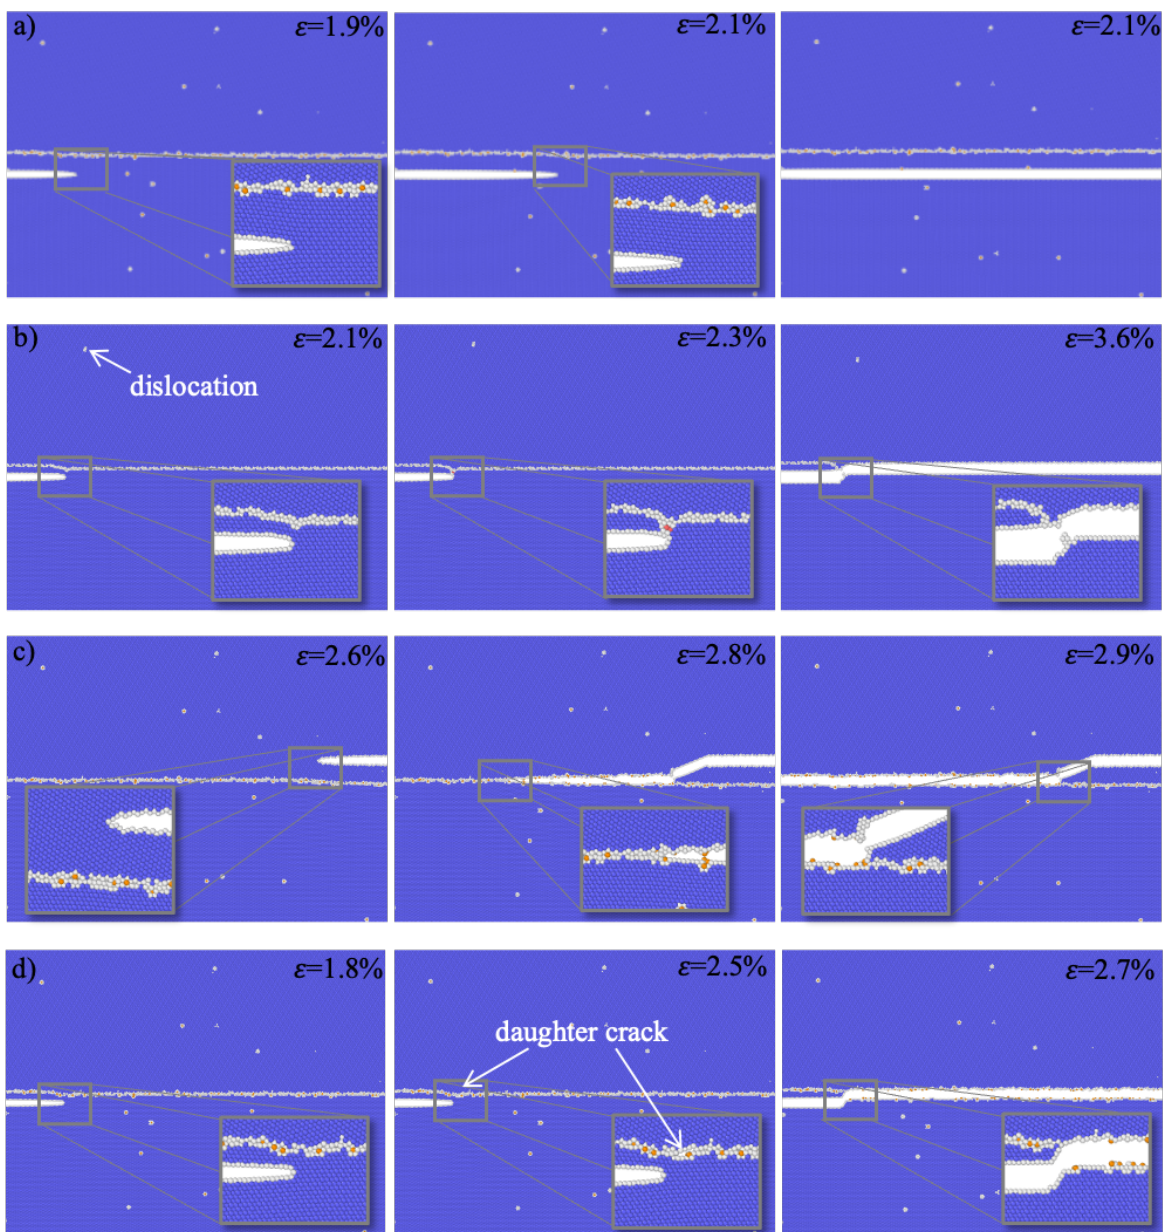 a)
ε=1.9%
ε=2.1%
ε=2.1%
b)
ε=2.1%
ε=2.3%
ε=3.6%
dislocation
c)
ε=2.6%
ε=2.8%
ε=2.9%
d)
ε=1.8%
ε=2.5%
ε=2.7%
daughter crack